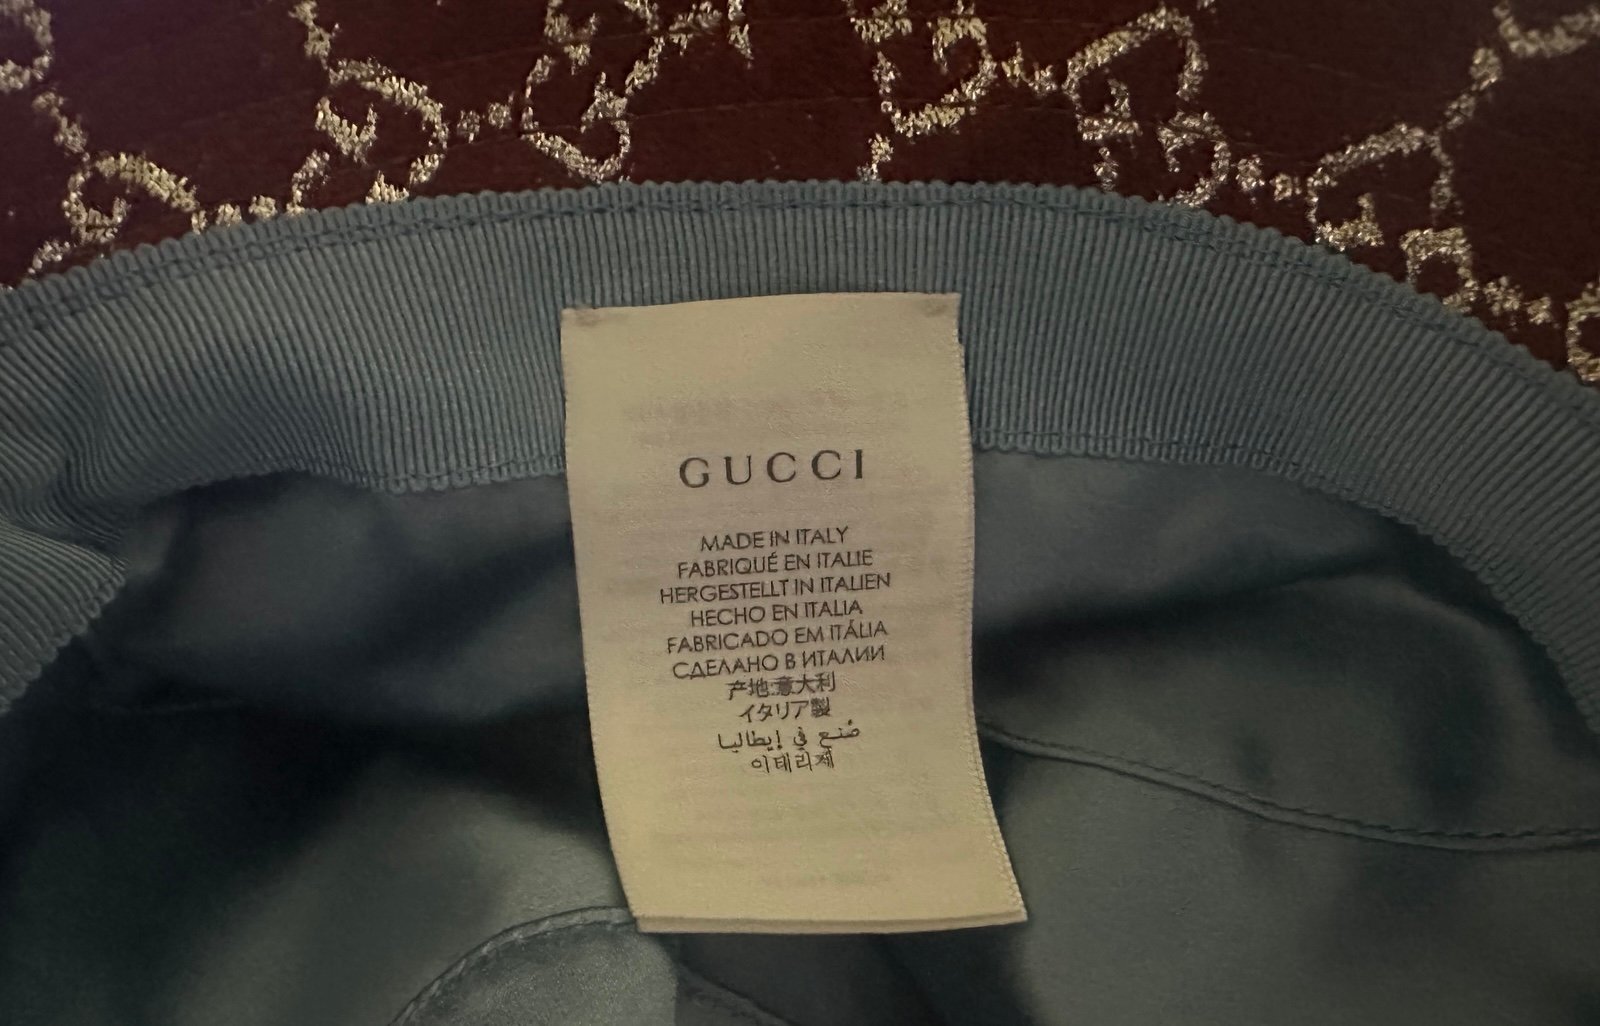 GUCCI
MADE IN ITALY
FABRIQUÉ EN ITALIE
HERGESTELLT IN ITALIEN
HECHO EN ITALIA
FABRICADO EM ITÁLIA
СДЕЛАНО В ИТАЛИИ
产地:意大利
イタリア製
صُنع في إيطاليا
이태리제